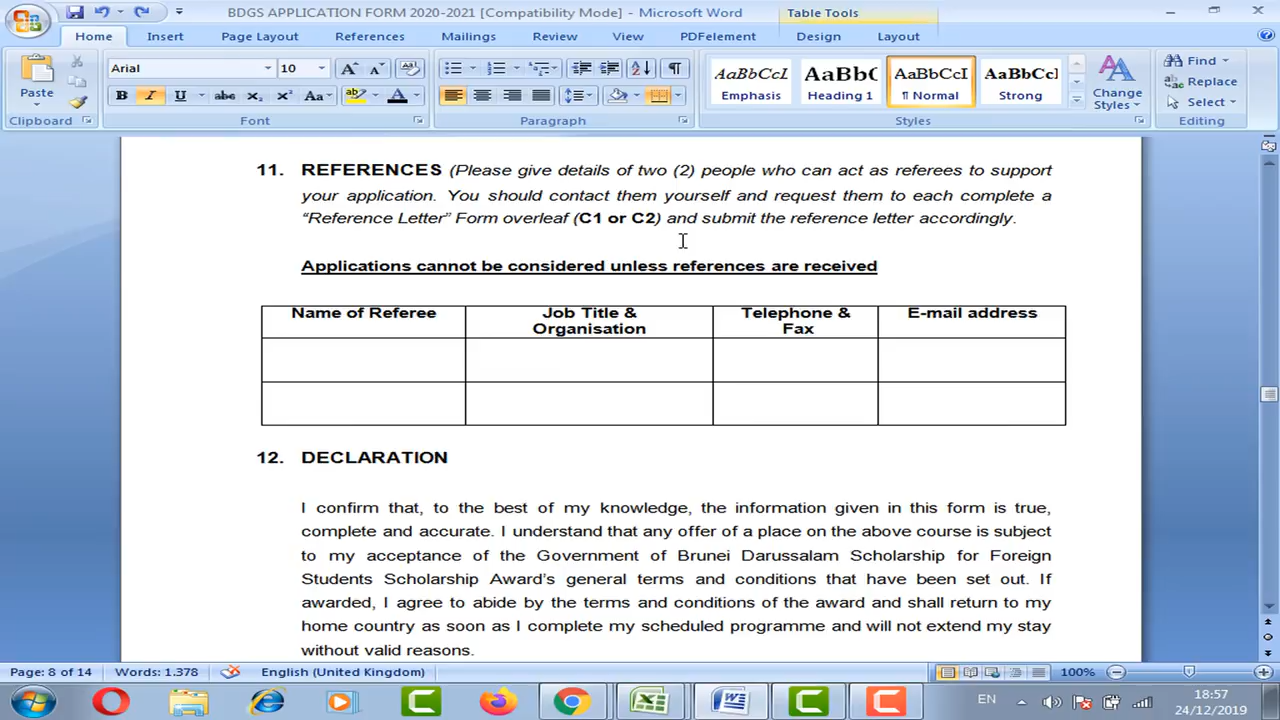 BDGS APPLICATION FORM 2020-2021 [Compatibility Mode] - Microsoft Word
Table Tools
Home Insert Page Layout References Mailings Review View PDFelement Design Layout
Paste
Clipboard
Arial 10
Font
Paragraph
AaBbCcI AaBbCc AaBbCcI AaBbCcl
Emphasis Heading 1 ¶ Normal Strong
Change Styles
Styles
Find
Replace
Select
Editing
11. REFERENCES (Please give details of two (2) people who can act as referees to support
your application. You should contact them yourself and request them to each complete a
“Reference Letter” Form overleaf (C1 or C2) and submit the reference letter accordingly.
Applications cannot be considered unless references are received
Name of Referee Job Title & Telephone & E-mail address
Organisation Fax
12. DECLARATION
I confirm that, to the best of my knowledge, the information given in this form is true,
complete and accurate. I understand that any offer of a place on the above course is subject
to my acceptance of the Government of Brunei Darussalam Scholarship for Foreign
Students Scholarship Award’s general terms and conditions that have been set out. If
awarded, I agree to abide by the terms and conditions of the award and shall return to my
home country as soon as I complete my scheduled programme and will not extend my stay
without valid reasons.
Page: 8 of 14 Words: 1.378 English (United Kingdom) 100%
EN 18:57
24/12/2019